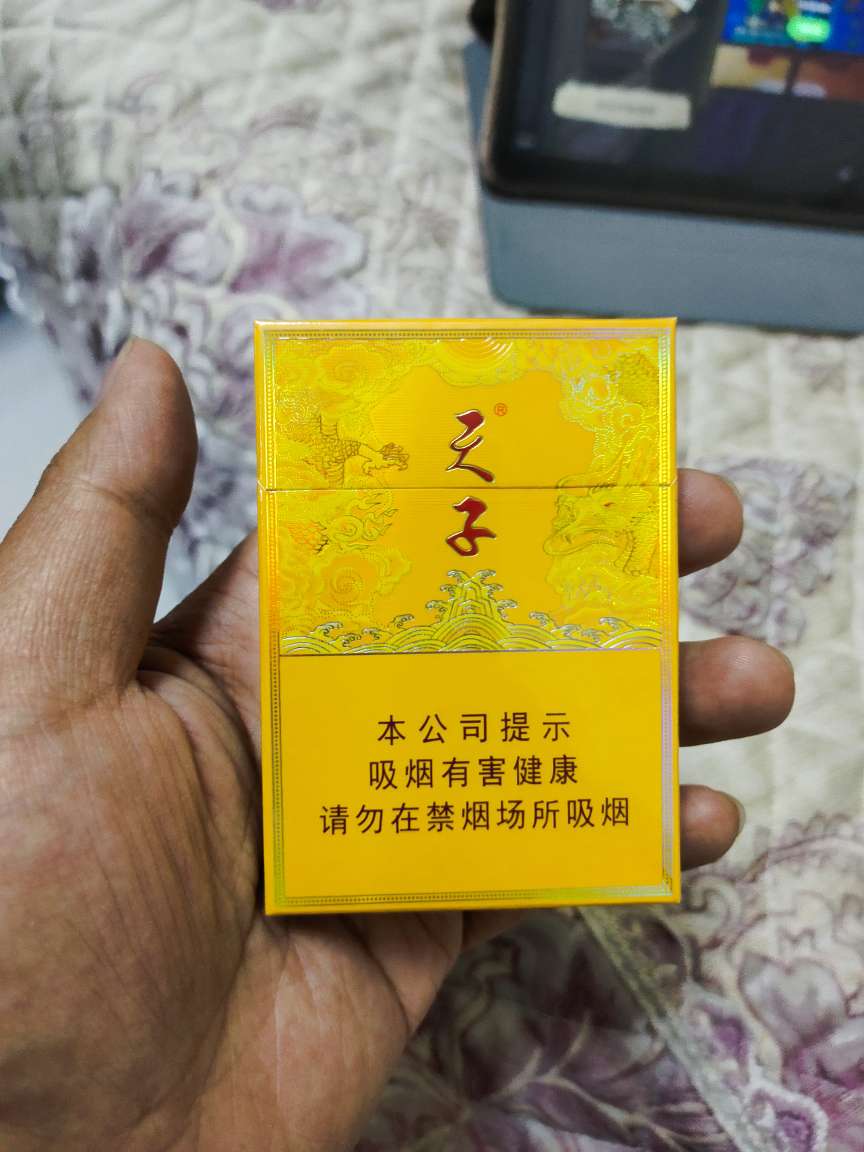 天
子
®
本公司提示
吸烟有害健康
请勿在禁烟场所吸烟